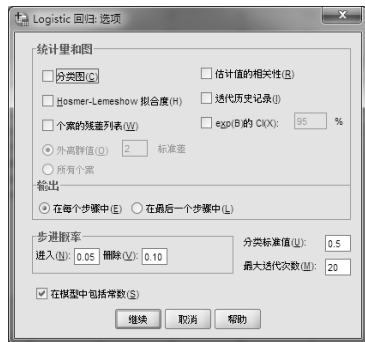 Logistic 回归: 选项
统计量和图
分类图(C)
估计值的相关性(R)
Hosmer-Lemeshow 拟合度(H)
迭代历史记录(I)
个案的残差列表(W)
exp(B)的 CI(X): 95 %
外离群值(O) 2 标准差
所有个案
输出
在每个步骤中(E) 在最后一个步骤中(L)
步进概率
进入(N): 0.05 删除(V): 0.10
分类标准值(U): 0.5
最大迭代次数(M): 20
在模型中包括常数(S)
继续 取消 帮助